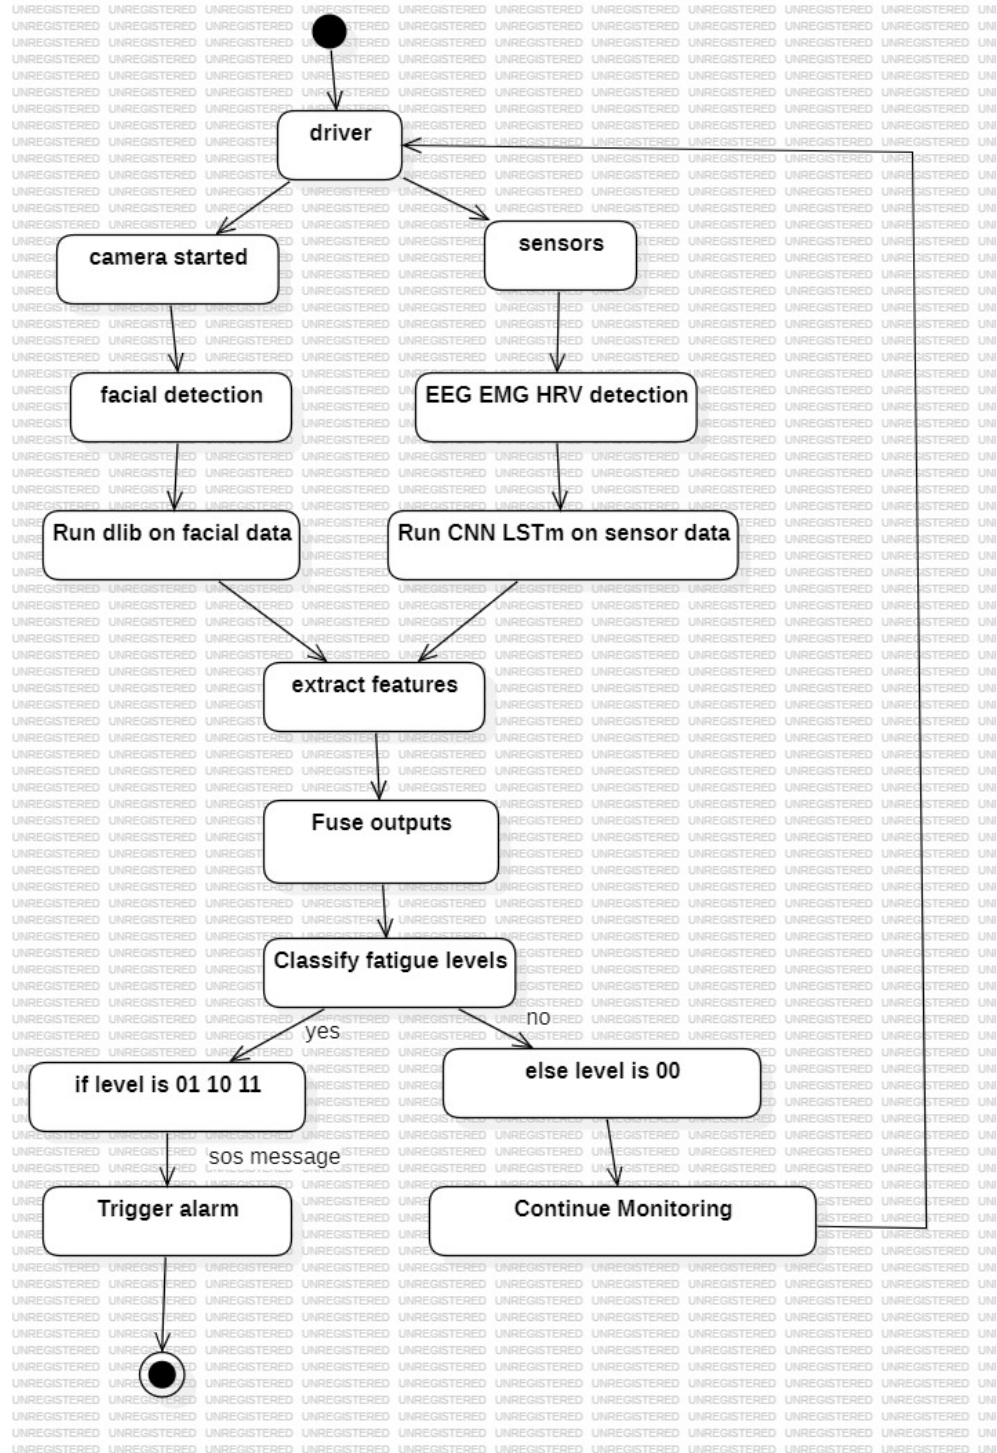 driver
camera started
sensors
facial detection
EEG EMG HRV detection
Run dlib on facial data
Run CNN LSTm on sensor data
extract features
Fuse outputs
Classify fatigue levels
yes
no
if level is 01 10 11
else level is 00
sos message
Trigger alarm
Continue Monitoring
UNREGISTERED